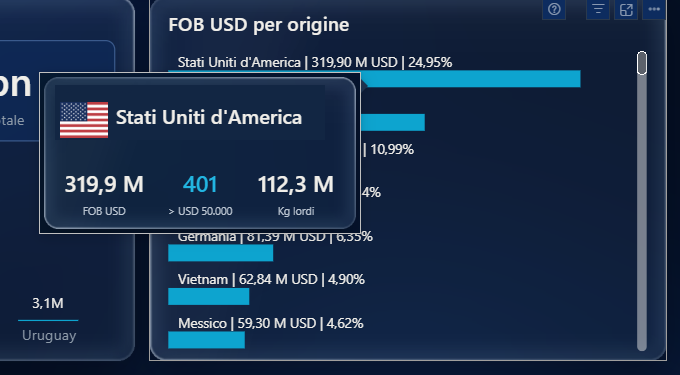 FOB USD per origine
Stati Uniti d'America | 319,90 M USD | 24,95%
on
tale
Stati Uniti d'America
| 10,99%
319,9 M
401
112,3 M
4%
FOB USD
> USD 50.000
Kg lordi
Germania | 81,39 M USD | 6,35%
Vietnam | 62,84 M USD | 4,90%
3,1M
Messico | 59,30 M USD | 4,62%
Uruguay